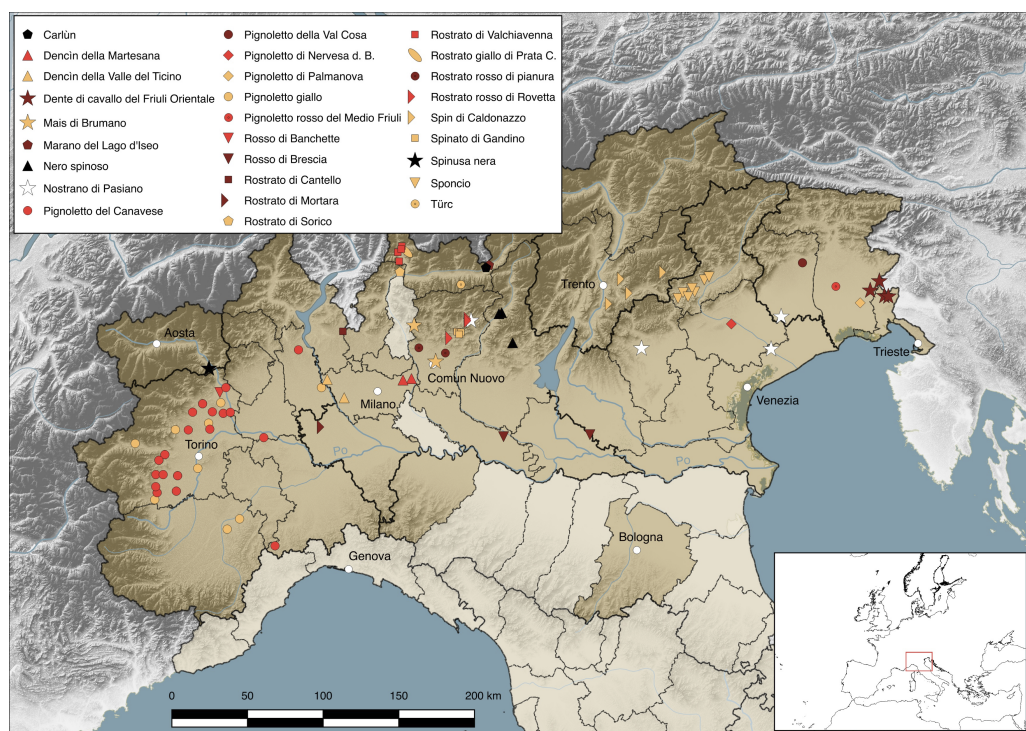 Carlùn
Dencìn della Martesana
Dencìn della Valle del Ticino
Dente di cavallo del Friuli Orientale
Mais di Brumano
Marano del Lago d'Iseo
Nero spinoso
Nostrano di Pasiano
Pignoletto del Canavese
Pignoletto della Val Cosa
Pignoletto di Nervesa d. B.
Pignoletto di Palmanova
Pignoletto giallo
Pignoletto rosso del Medio Friuli
Rosso di Banchette
Rosso di Brescia
Rostrato di Cantello
Rostrato di Mortara
Rostrato di Sorico
Rostrato di Valchiavenna
Rostrato giallo di Prata C.
Rostrato rosso di pianura
Rostrato rosso di Rovetta
Spin di Caldonazzo
Spinato di Gandino
Spinusa nera
Sponcio
Türc
Trento
Aosta
Trieste
Comun Nuovo
Venezia
Milano
Torino
Po
Po
Bologna
Genova
0
50
100
150
200 km